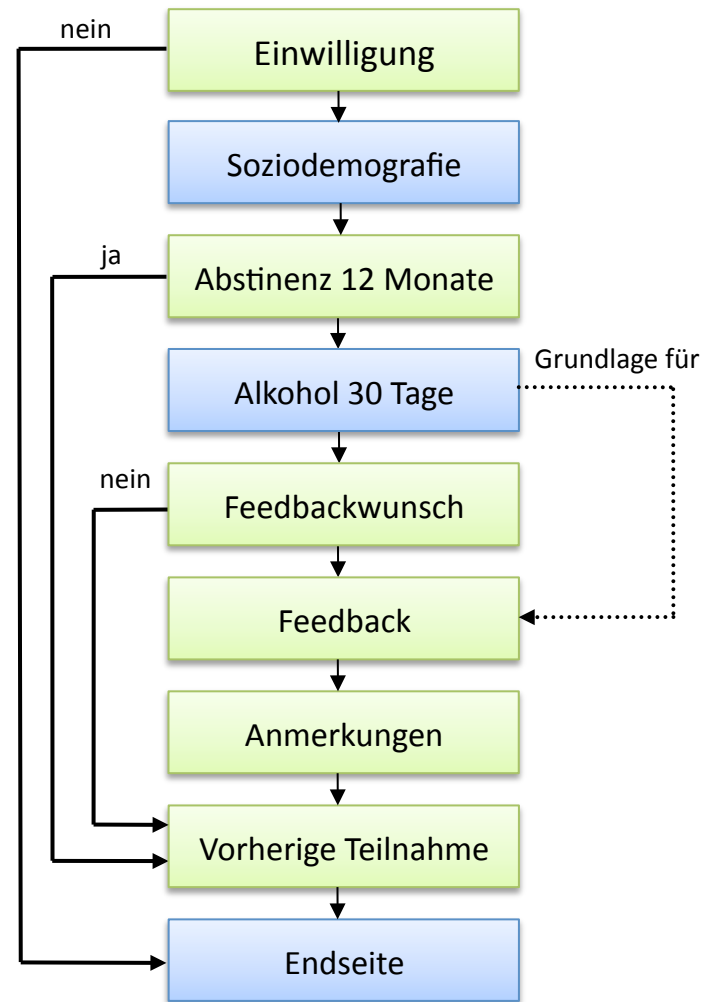 nein
Einwilligung
Soziodemografie
ja
Abstinenz 12 Monate
Grundlage für
Alkohol 30 Tage
nein
Feedbackwunsch
Feedback
Anmerkungen
Vorherige Teilnahme
Endseite